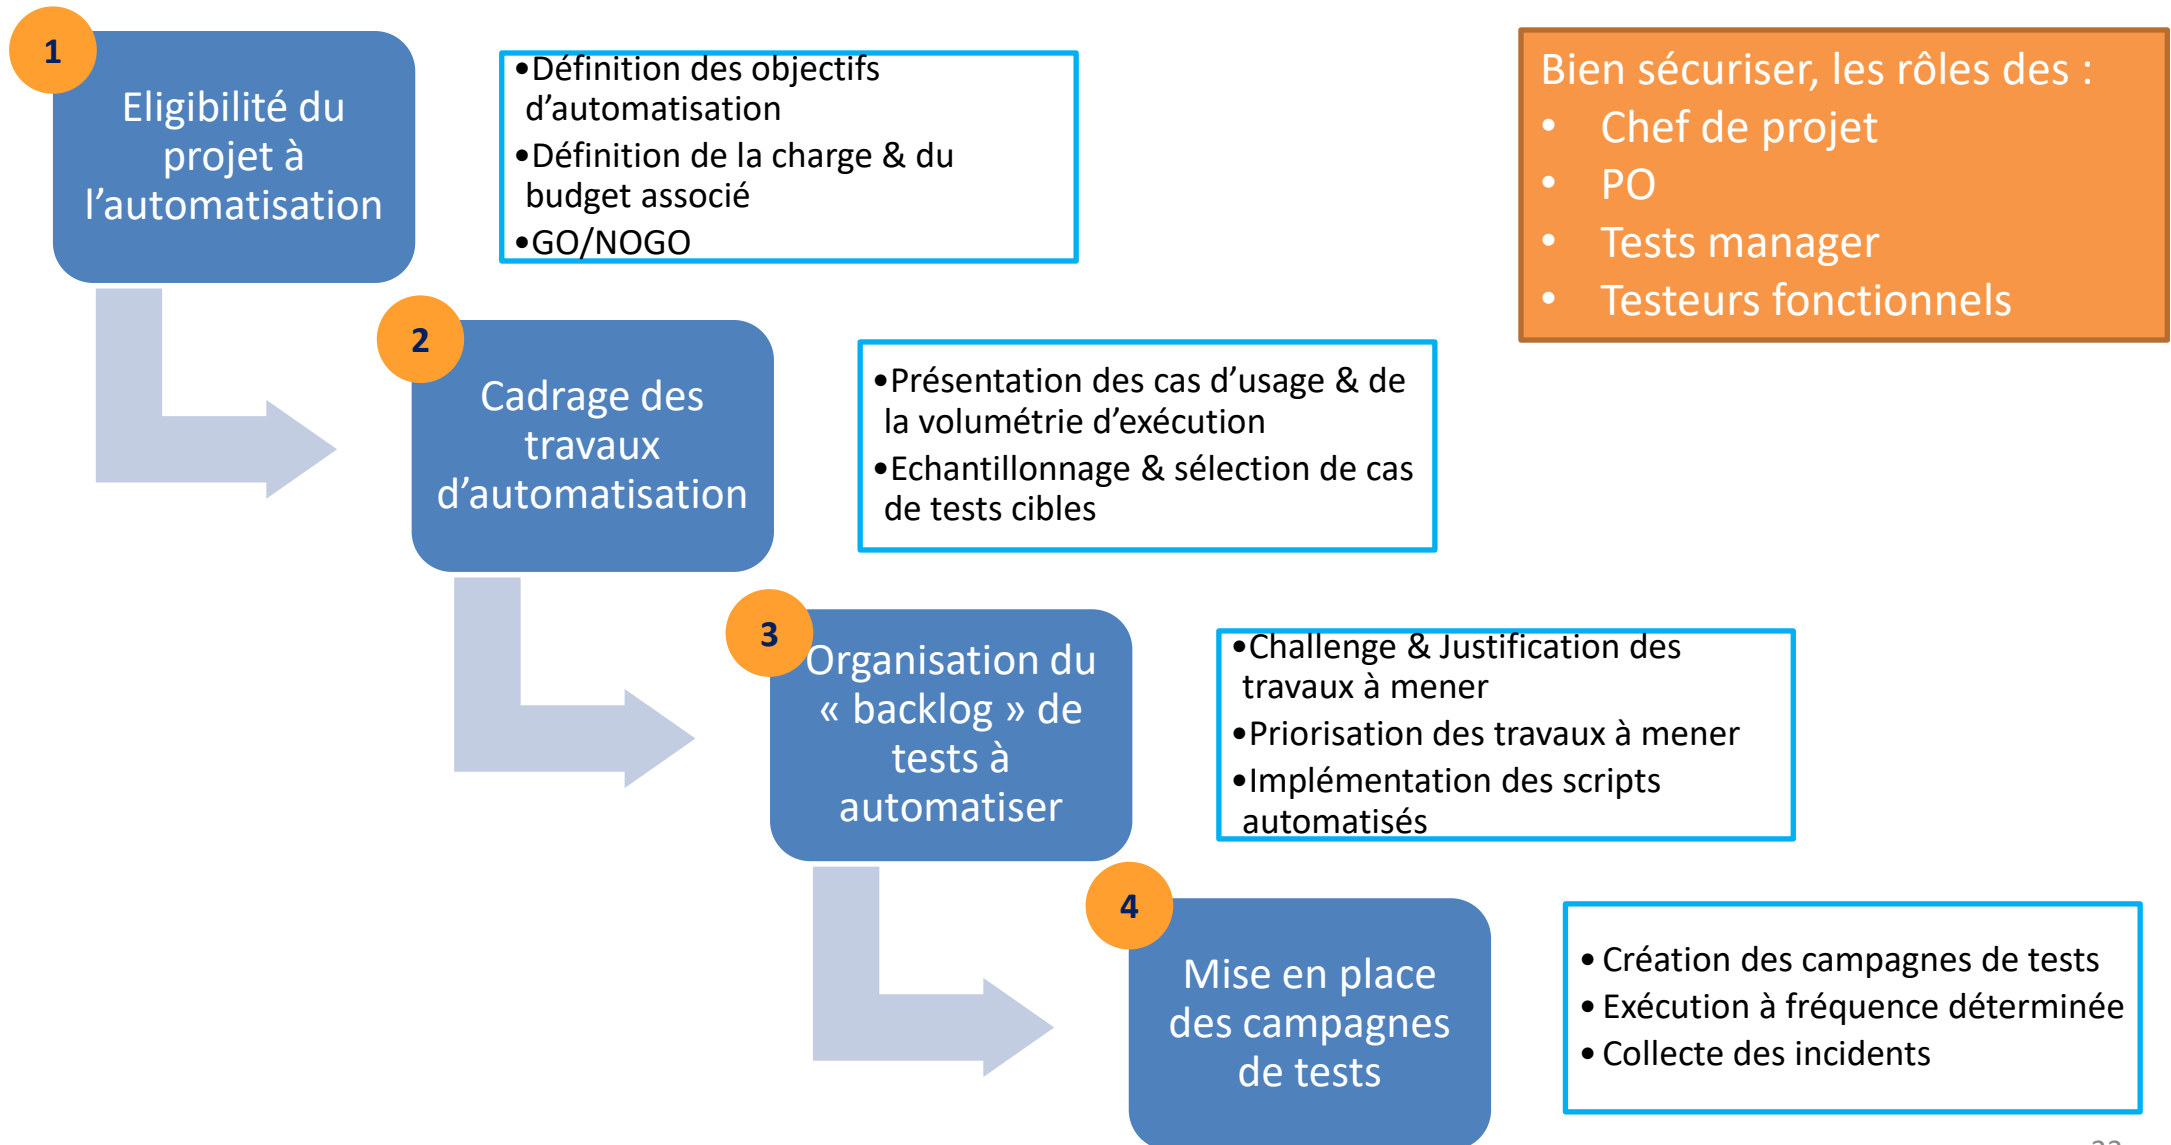 1
Eligibilité du
projet à
l’automatisation
•Définition des objectifs
d’automatisation
•Définition de la charge & du
budget associé
•GO/NOGO
Bien sécuriser, les rôles des :
• Chef de projet
• PO
• Tests manager
• Testeurs fonctionnels
2
Cadrage des
travaux
d’automatisation
•Présentation des cas d’usage & de
la volumétrie d’exécution
•Echantillonnage & sélection de cas
de tests cibles
3
Organisation du
« backlog » de
tests à
automatiser
•Challenge & Justification des
travaux à mener
•Priorisation des travaux à mener
•Implémentation des scripts
automatisés
4
Mise en place
des campagnes
de tests
• Création des campagnes de tests
• Exécution à fréquence déterminée
• Collecte des incidents